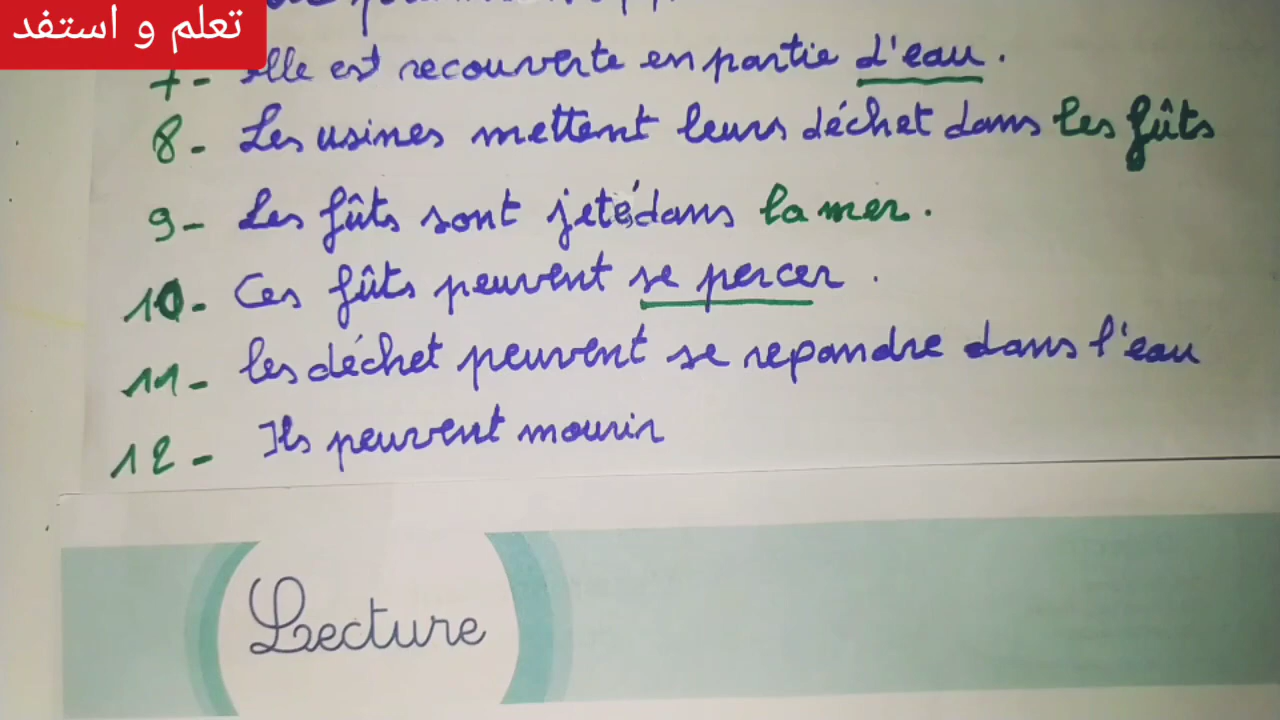 تعلم و استفد
7- Elle est recouverte en partie d'eau.
8- Les usines mettent leurs déchet dans les fûts
9- Les fûts sont jetés dans la mer.
10- Ces fûts peuvent se percer.
11- les déchet peuvent se repandre dans l'eau
12- Ils peuvent mourir
Lecture